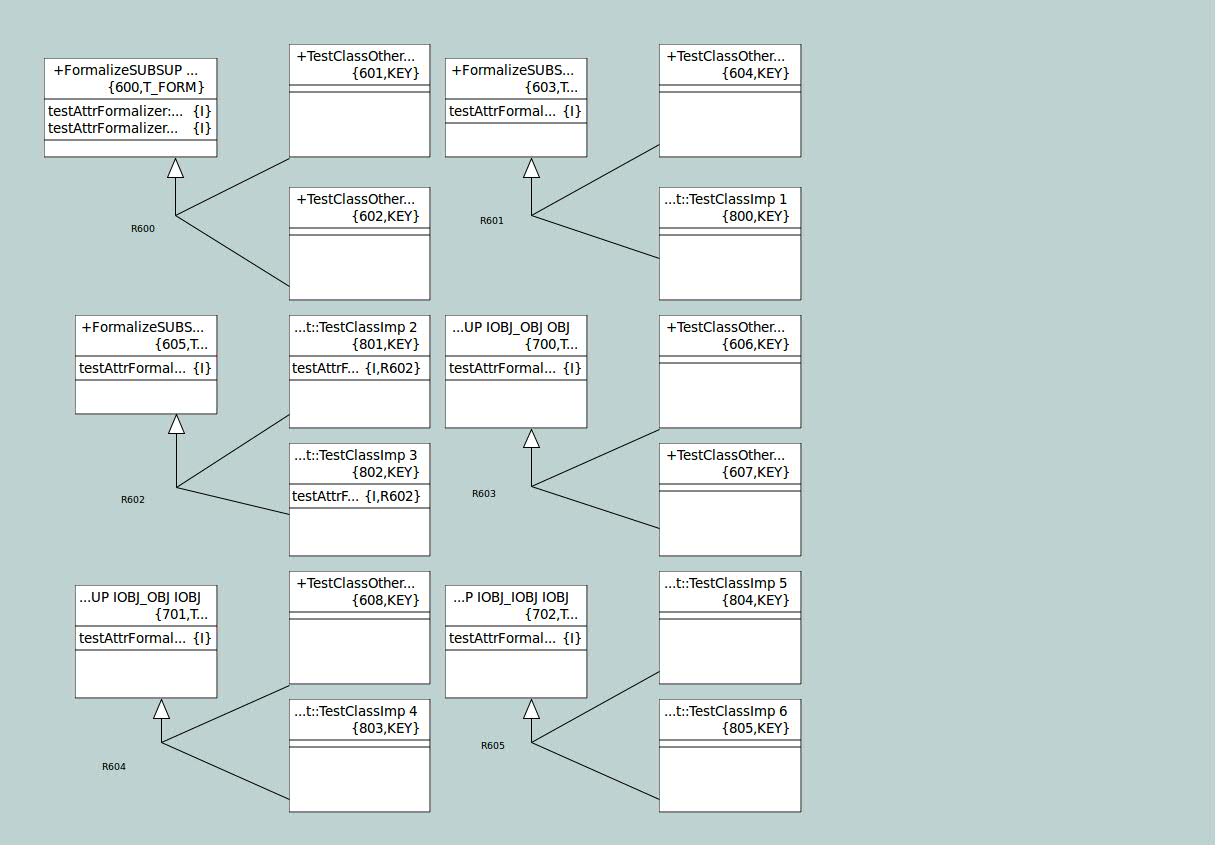 +FormalizeSUBSUP ...
{600,T_FORM}
testAttrFormalizer:... {I}
testAttrFormalizer... {I}
+TestClassOther...
{601,KEY}
+FormalizeSUBS...
{603,T...
testAttrFormal... {I}
+TestClassOther...
{604,KEY}
R600
+TestClassOther...
{602,KEY}
R601
...t::TestClassImp 1
{800,KEY}
+FormalizeSUBS...
{605,T...
testAttrFormal... {I}
...t::TestClassImp 2
{801,KEY}
testAttrF... {I,R602}
...UP IOBJ_OBJ OBJ
{700,T...
testAttrFormal... {I}
+TestClassOther...
{606,KEY}
R602
...t::TestClassImp 3
{802,KEY}
testAttrF... {I,R602}
R603
+TestClassOther...
{607,KEY}
...UP IOBJ_OBJ IOBJ
{701,T...
testAttrFormal... {I}
+TestClassOther...
{608,KEY}
...P IOBJ_IOBJ IOBJ
{702,T...
testAttrFormal... {I}
...t::TestClassImp 5
{804,KEY}
R604
...t::TestClassImp 4
{803,KEY}
R605
...t::TestClassImp 6
{805,KEY}